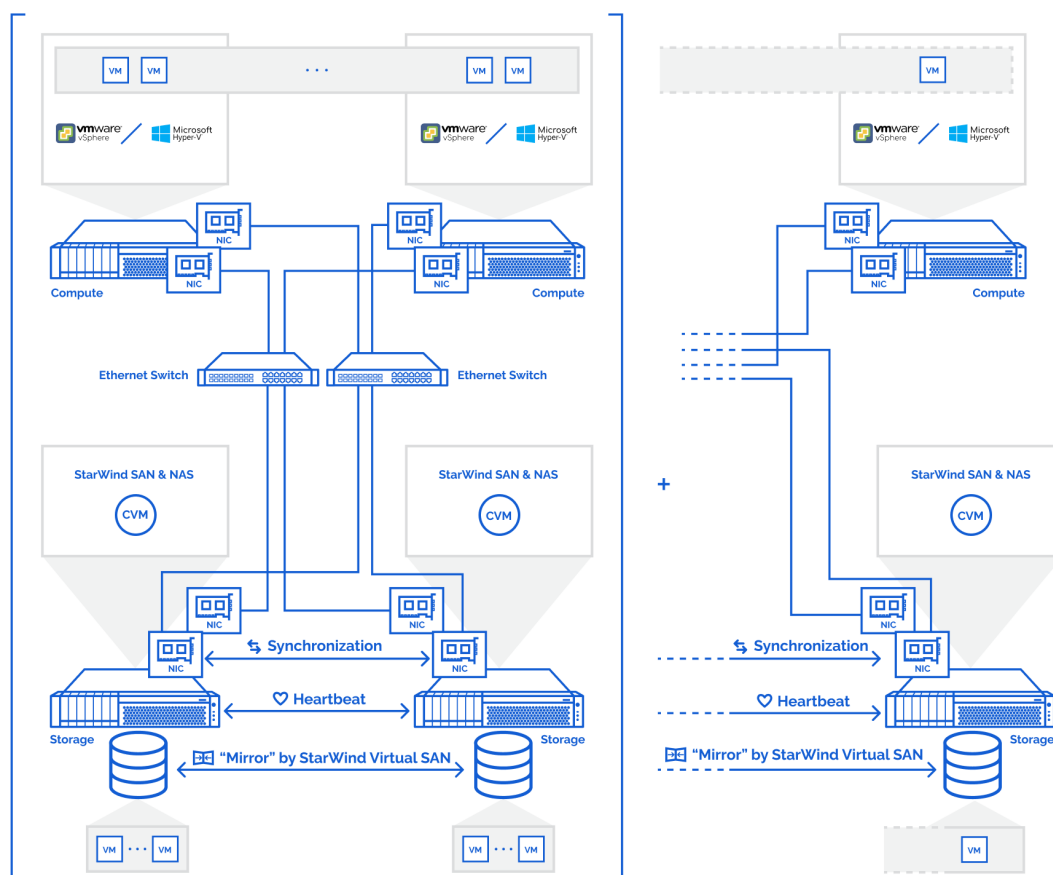 VM VM ... VM VM
VM
vmware vSphere
Microsoft Hyper-V
vmware vSphere
Microsoft Hyper-V
vmware vSphere
Microsoft Hyper-V
NIC
NIC
NIC
NIC
NIC
NIC
Compute
Compute
Compute
Ethernet Switch
Ethernet Switch
StarWind SAN & NAS
CVM
StarWind SAN & NAS
CVM
+
StarWind SAN & NAS
CVM
NIC
NIC
NIC
NIC
NIC
NIC
Synchronization
Synchronization
Heartbeat
Heartbeat
Storage
Storage
Storage
“Mirror” by StarWind Virtual SAN
“Mirror” by StarWind Virtual SAN
VM ... VM
VM ... VM
VM